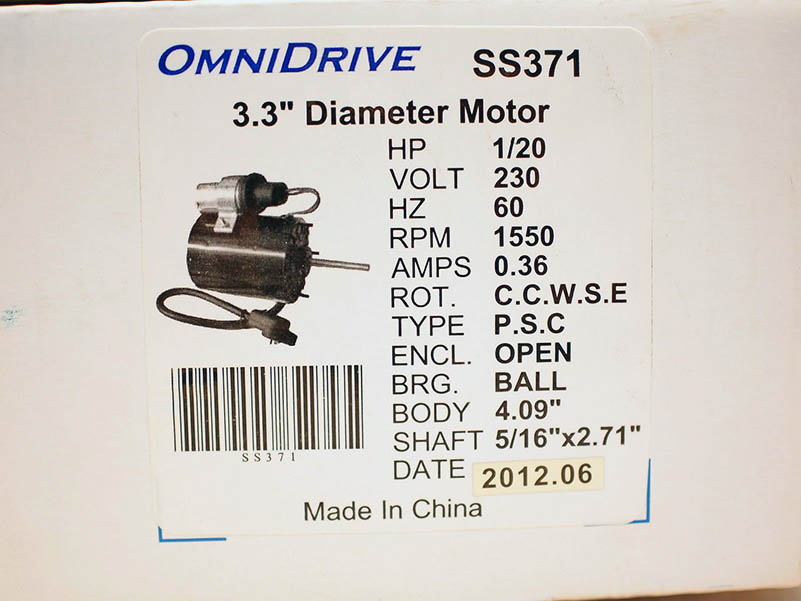 OMNIDRIVE SS371
3.3" Diameter Motor
HP 1/20
VOLT 230
HZ 60
RPM 1550
AMPS 0.36
ROT. C.C.W.S.E
TYPE P.S.C
ENCL. OPEN
BRG. BALL
BODY 4.09"
SHAFT 5/16"x2.71"
DATE 2012.06
SS371
Made In China